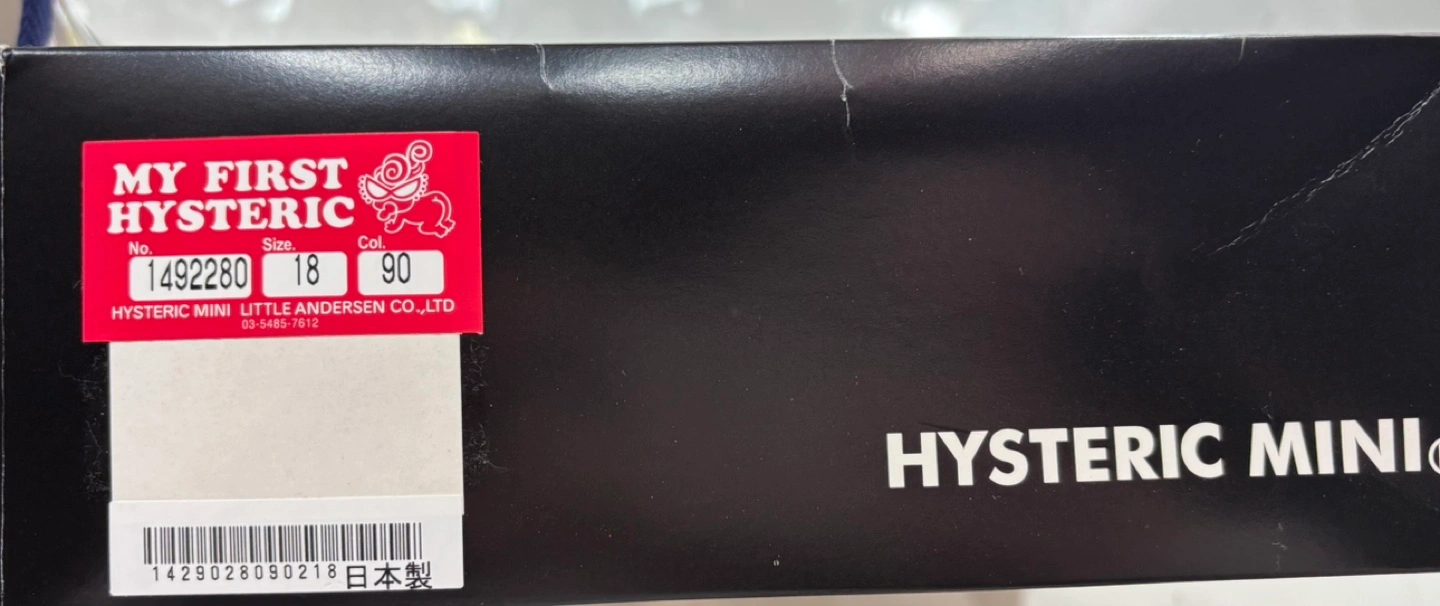 MY FIRST
HYSTERIC
No. Size. Col.
1492280 18 90
HYSTERIC MINI LITTLE ANDERSEN CO.,LTD
03-5485-7612
HYSTERIC MINI
1429028090218 日本製